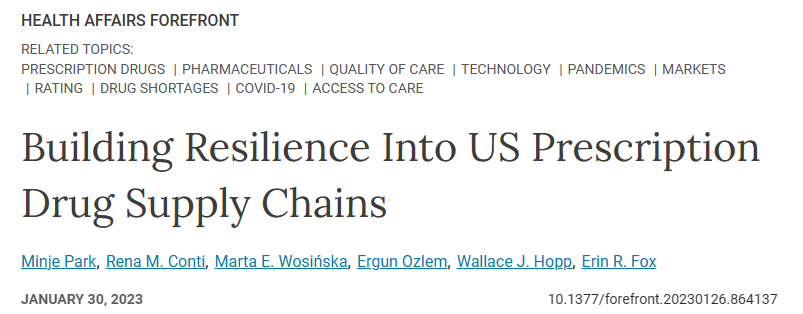 HEALTH AFFAIRS FOREFRONT
RELATED TOPICS:
PRESCRIPTION DRUGS | PHARMACEUTICALS | QUALITY OF CARE | TECHNOLOGY | PANDEMICS | MARKETS
| RATING | DRUG SHORTAGES | COVID-19 | ACCESS TO CARE
Building Resilience Into US Prescription
Drug Supply Chains
Minje Park, Rena M. Conti, Marta E. Wosińska, Ergun Ozlem, Wallace J. Hopp, Erin R. Fox
JANUARY 30, 2023 10.1377/forefront.20230126.864137